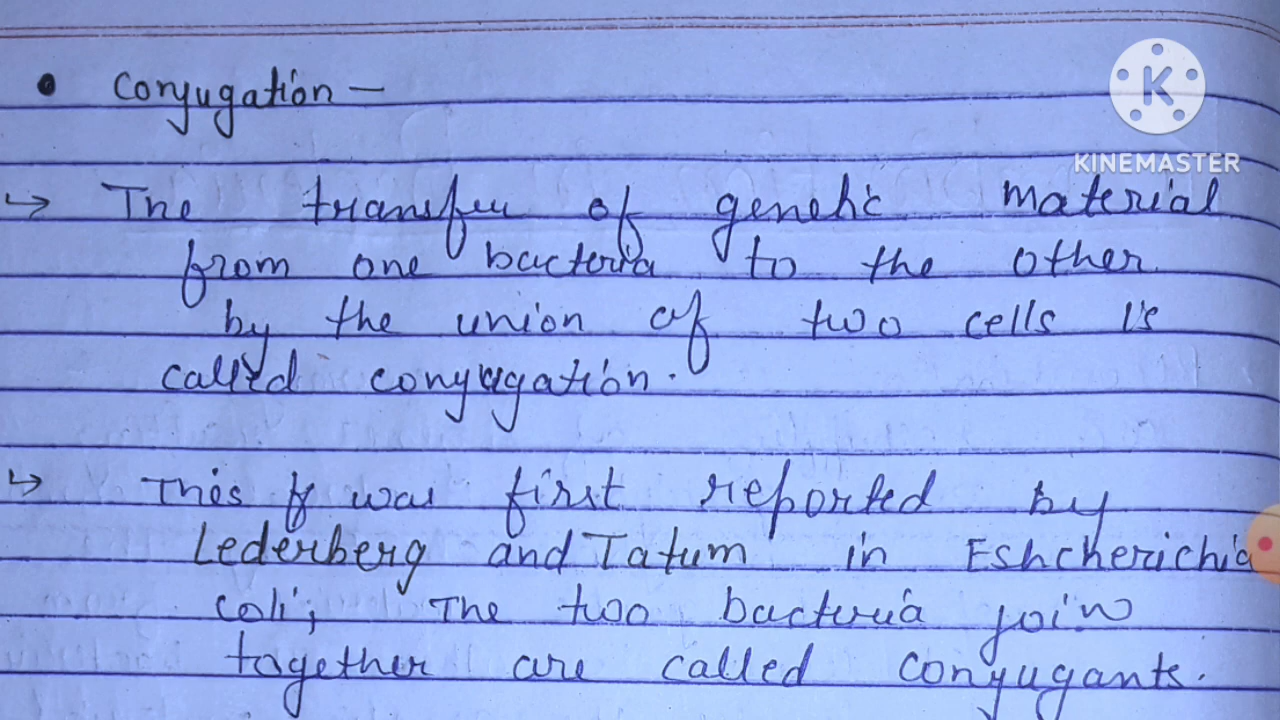 • Conjugation —
K
KINEMASTER
↳ The transfer of genetic material
from one bacteria to the other
by the union of two cells is
called conjugation.
↳ This was first reported by
Lederberg and Tatum in Eshcherichia
coli; The two bacteria join
together are called conjugants.